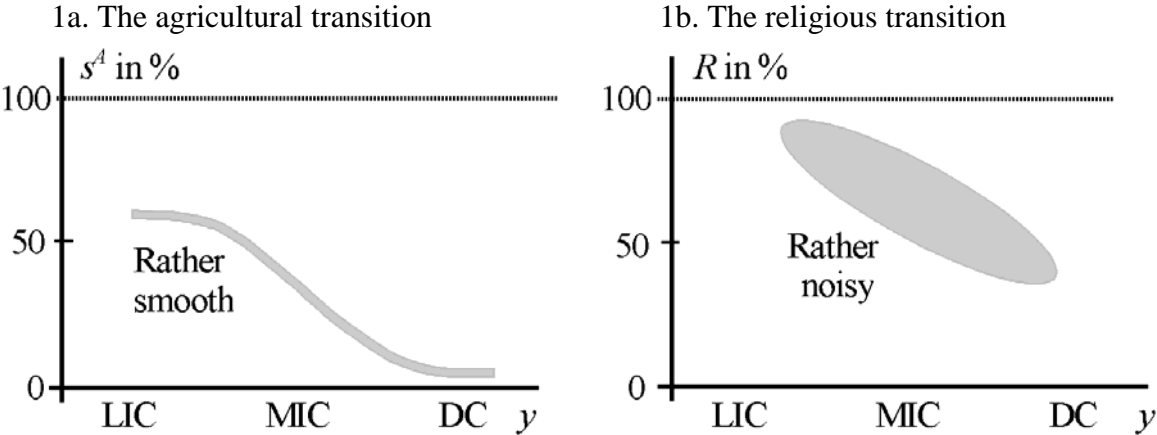 1a. The agricultural transition
s^A in %
100
50
0
Rather
smooth
LIC MIC DC y
1b. The religious transition
R in %
100
50
0
Rather
noisy
LIC MIC DC y